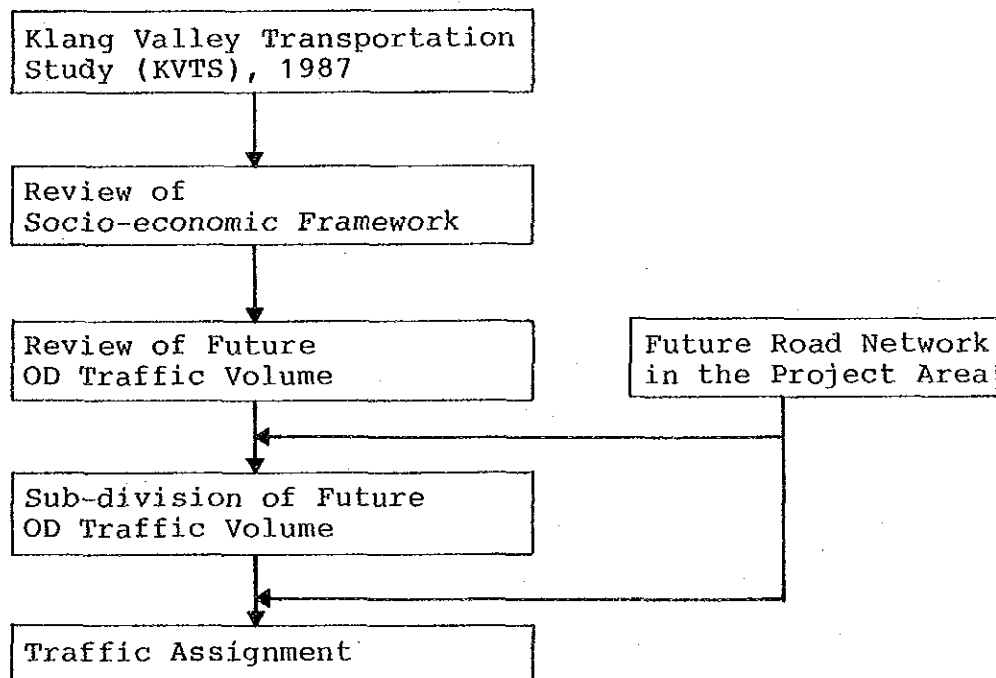 Klang Valley Transportation
Study (KVTS), 1987
Review of
Socio-economic Framework
Review of Future
OD Traffic Volume
Future Road Network
in the Project Area
Sub-division of Future
OD Traffic Volume
Traffic Assignment